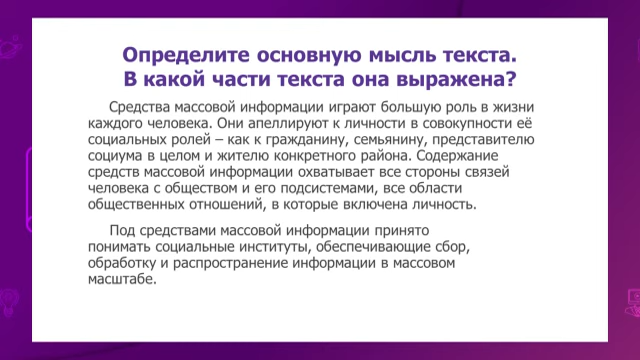 Определите основную мысль текста.
В какой части текста она выражена?
Средства массовой информации играют большую роль в жизни
каждого человека. Они апеллируют к личности в совокупности её
социальных ролей – как к гражданину, семьянину, представителю
социума в целом и жителю конкретного района. Содержание
средств массовой информации охватывает все стороны связей
человека с обществом и его подсистемами, все области
общественных отношений, в которые включена личность.
Под средствами массовой информации принято
понимать социальные институты, обеспечивающие сбор,
обработку и распространение информации в массовом
масштабе.